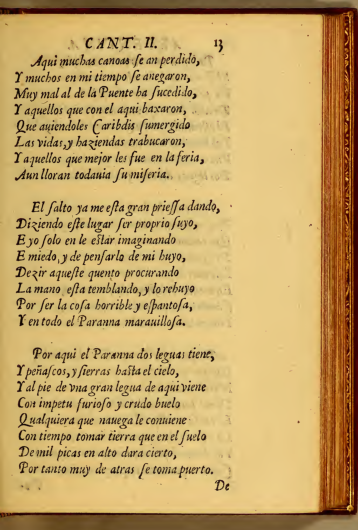 CANT. II. 13
Aqui muchas canoas ſe an perdido,
Y muchos en mi tiempo ſe anegaron,
Muy mal al de la Puente ha ſucedido,
Y aquellos que con el aqui baxaron,
Que auiendoles Caribdis ſumergido
Las vidas, y haziendas trabucaron,
Y aquellos que mejor les fue en la feria,
Aun lloran todauia ſu miſeria.
El ſalto ya me eſta gran prieſſa dando,
Diziendo eſte lugar ſer proprio ſuyo,
E yo ſolo en le eſtar imaginando
E miedo, y de penſarlo de mi huyo,
Dezir aqueſte quento procurando
La mano eſta temblando, y lo rehuyo
Por ſer la coſa horrible y eſpantoſa,
Y en todo el Paranna marauilloſa.
Por aqui el Paranna dos leguas tiene,
Y peñaſcos, y ſierras haſta el cielo,
Y al pie de vna gran legua de aqui viene
Con impetu furioſo y crudo buelo
Qualquiera que nauega le conuiene
Con tiempo tomar tierra que en el ſuelo
De mil picas en alto dara cierto,
Por tanto muy de atras ſe toma puerto.
De